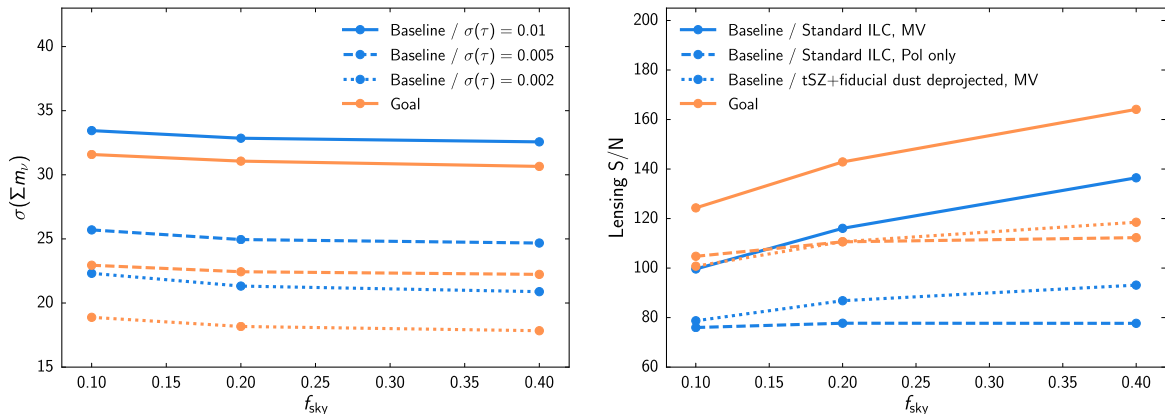 40
35
30
25
20
15
σ(Σmν)
0.10 0.15 0.20 0.25 0.30 0.35 0.40
fsky
Baseline / σ(τ) = 0.01
Baseline / σ(τ) = 0.005
Baseline / σ(τ) = 0.002
Goal
200
180
160
140
120
100
80
60
Lensing S/N
0.10 0.15 0.20 0.25 0.30 0.35 0.40
fsky
Baseline / Standard ILC, MV
Baseline / Standard ILC, Pol only
Baseline / tSZ+fiducial dust deprojected, MV
Goal